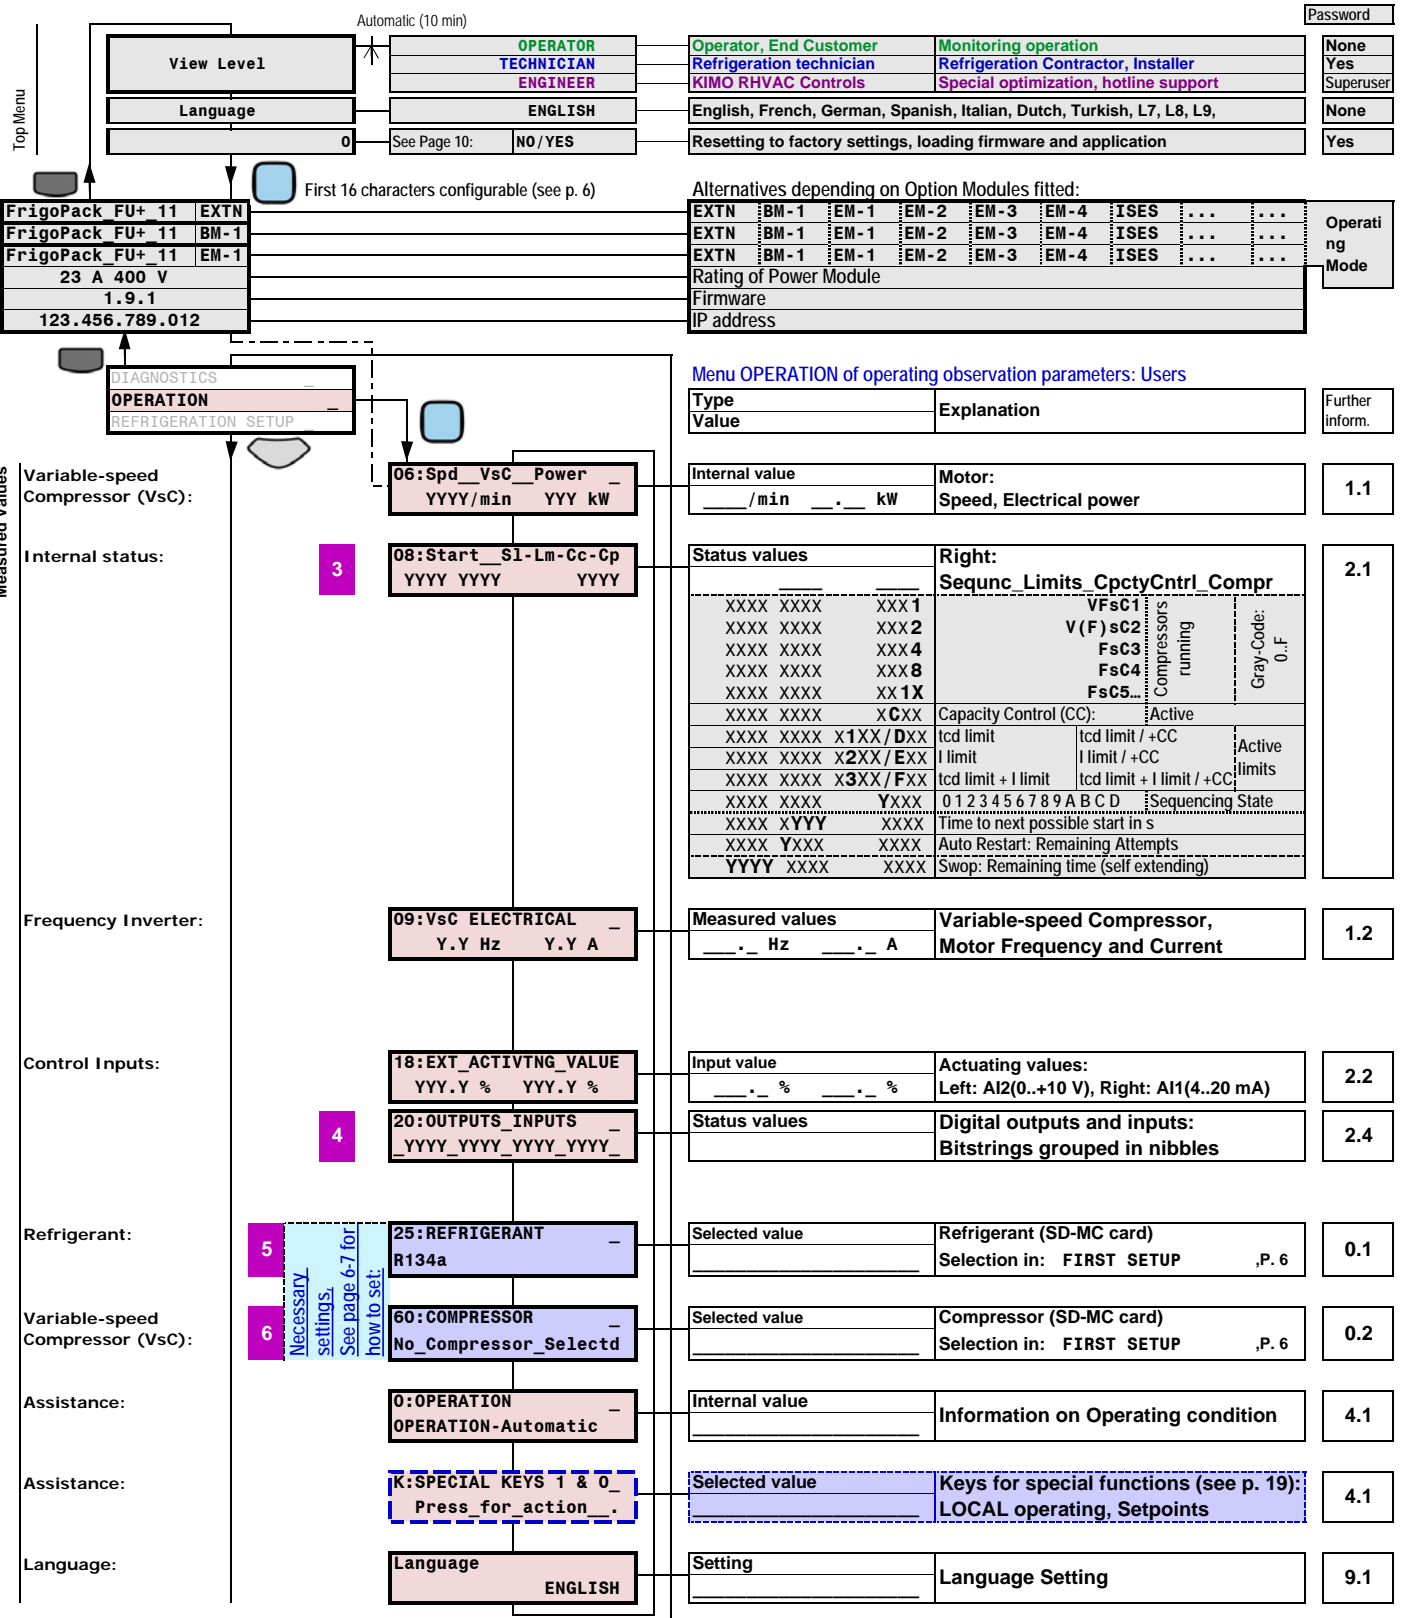 Password
Automatic (10 min)
Top Menu
View Level
OPERATOR
Operator, End Customer
Monitoring operation
None
TECHNICIAN
Refrigeration technician
Refrigeration Contractor, Installer
Yes
ENGINEER
KIMO RHVAC Controls
Special optimization, hotline support
Superuser
Language
ENGLISH
English, French, German, Spanish, Italian, Dutch, Turkish, L7, L8, L9,
None
0
See Page 10:
NO/YES
Resetting to factory settings, loading firmware and application
Yes
First 16 characters configurable (see p. 6)
Alternatives depending on Option Modules fitted:
FrigoPack_FU+_11 EXTN
EXTN BM-1 EM-1 EM-2 EM-3 EM-4 ISES ... ...
FrigoPack_FU+_11 BM-1
EXTN BM-1 EM-1 EM-2 EM-3 EM-4 ISES ... ...
FrigoPack_FU+_11 EM-1
EXTN BM-1 EM-1 EM-2 EM-3 EM-4 ISES ... ...
Operati
ng
Mode
23 A 400 V
Rating of Power Module
1.9.1
Firmware
123.456.789.012
IP address
DIAGNOSTICS _
OPERATION _
REFRIGERATION SETUP _
Menu OPERATION of operating observation parameters: Users
Type
Value
Explanation
Further
inform.
Measured Values
Variable-speed
Compressor (VsC):
06:Spd__VsC__Power _
YYYY/min YYY kW
Internal value
____/min __.__ kW
Motor:
Speed, Electrical power
1.1
Internal status:
3
08:Start__Sl-Lm-Cc-Cp
YYYY YYYY YYYY
Status values
____ ____
Right:
Sequnc_Limits_CpctyCntrl_Compr
2.1
XXXX XXXX XXX1 VFsC1
XXXX XXXX XXX2 V(F)sC2
XXXX XXXX XXX4 FsC3
XXXX XXXX XXX8 FsC4
XXXX XXXX XX1X FsC5…
Compressors
running
Gray-Code:
0..F
XXXX XXXX XCXX Capacity Control (CC): Active
XXXX XXXX X1XX/DXX tcd limit tcd limit / +CC
XXXX XXXX X2XX/EXX I limit I limit / +CC
XXXX XXXX X3XX/FXX tcd limit + I limit tcd limit + I limit / +CC
Active
limits
XXXX XXXX YXXX 0 1 2 3 4 5 6 7 8 9 A B C D Sequencing State
XXXX XYYY XXXX Time to next possible start in s
XXXX YXXX XXXX Auto Restart: Remaining Attempts
YYYY XXXX XXXX Swop: Remaining time (self extending)
Frequency Inverter:
09:VsC ELECTRICAL _
Y.Y Hz Y.Y A
Measured values
___._ Hz ___._ A
Variable-speed Compressor,
Motor Frequency and Current
1.2
Control Inputs:
18:EXT_ACTIVTNG_VALUE
YYY.Y % YYY.Y %
Input value
___._ % ___._ %
Actuating values:
Left: AI2(0..+10 V), Right: AI1(4..20 mA)
2.2
4
20:OUTPUTS_INPUTS _
_YYYY_YYYY_YYYY_YYYY_
Status values
Digital outputs and inputs:
Bitstrings grouped in nibbles
2.4
Refrigerant:
5
Necessary
settings.
See page 6-7 for
how to set:
25:REFRIGERANT _
R134a
Selected value
_____________________
Refrigerant (SD-MC card)
Selection in: FIRST SETUP ,P. 6
0.1
Variable-speed
Compressor (VsC):
6
60:COMPRESSOR _
No_Compressor_Selectd
Selected value
_____________________
Compressor (SD-MC card)
Selection in: FIRST SETUP ,P. 6
0.2
Assistance:
O:OPERATION _
OPERATION-Automatic
Internal value
_____________________
Information on Operating condition
4.1
Assistance:
K:SPECIAL KEYS 1 & O_
Press_for_action__.
Selected value
_____________________
Keys for special functions (see p. 19):
LOCAL operating, Setpoints
4.1
Language:
Language
ENGLISH
Setting
_____________________
Language Setting
9.1